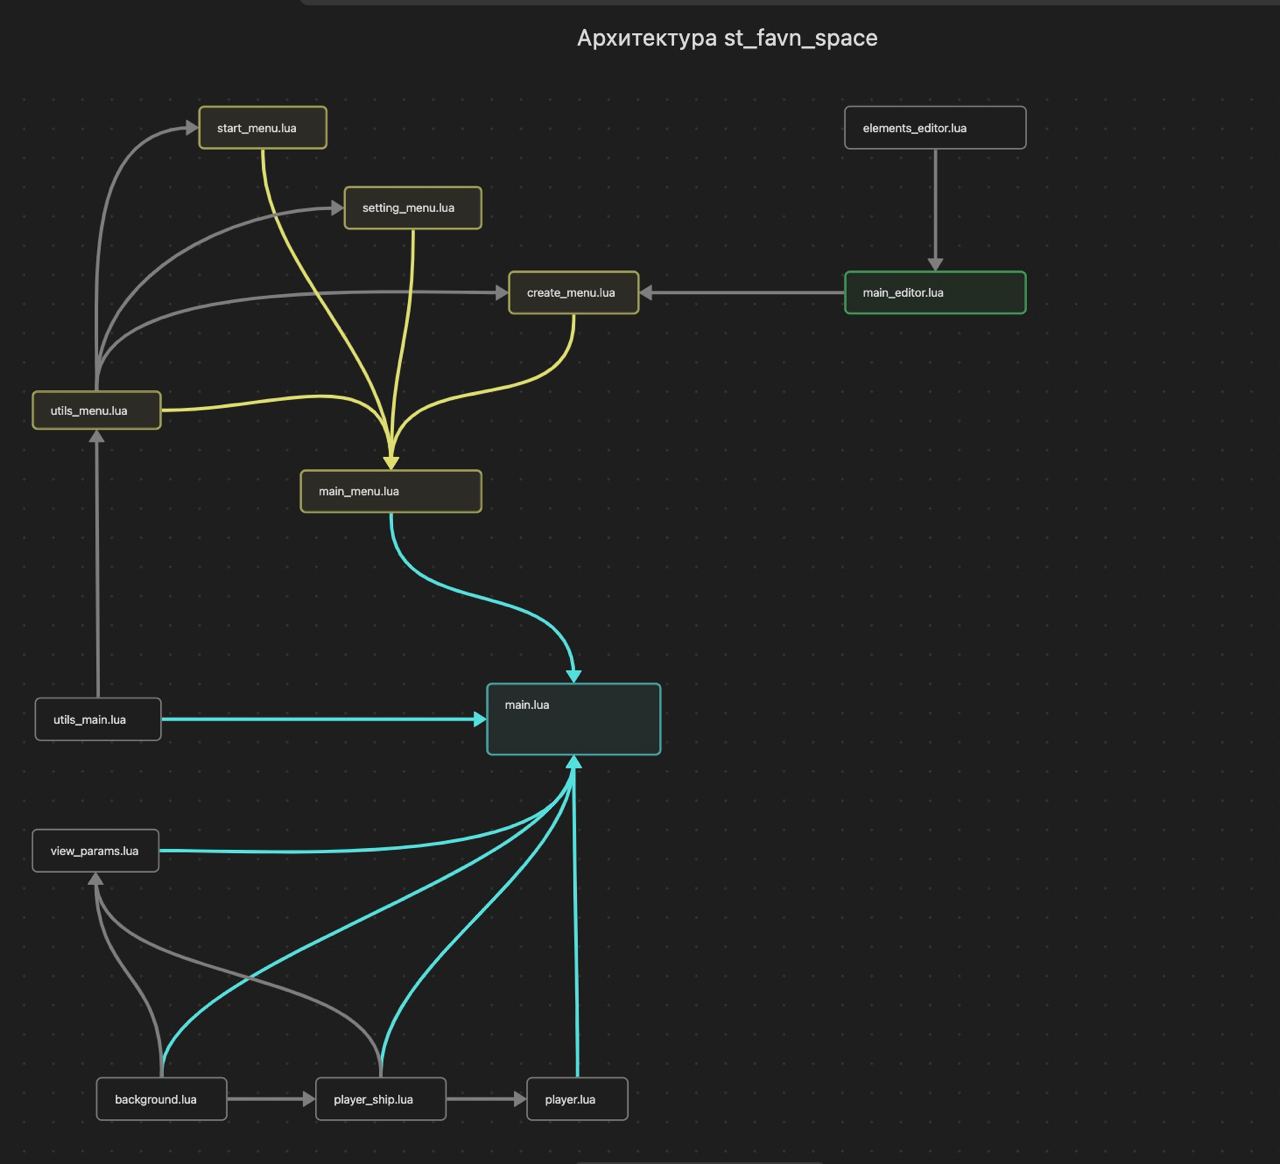 Архитектура st_favn_space
start_menu.lua
elements_editor.lua
setting_menu.lua
create_menu.lua
main_editor.lua
utils_menu.lua
main_menu.lua
main.lua
utils_main.lua
view_params.lua
background.lua
player_ship.lua
player.lua